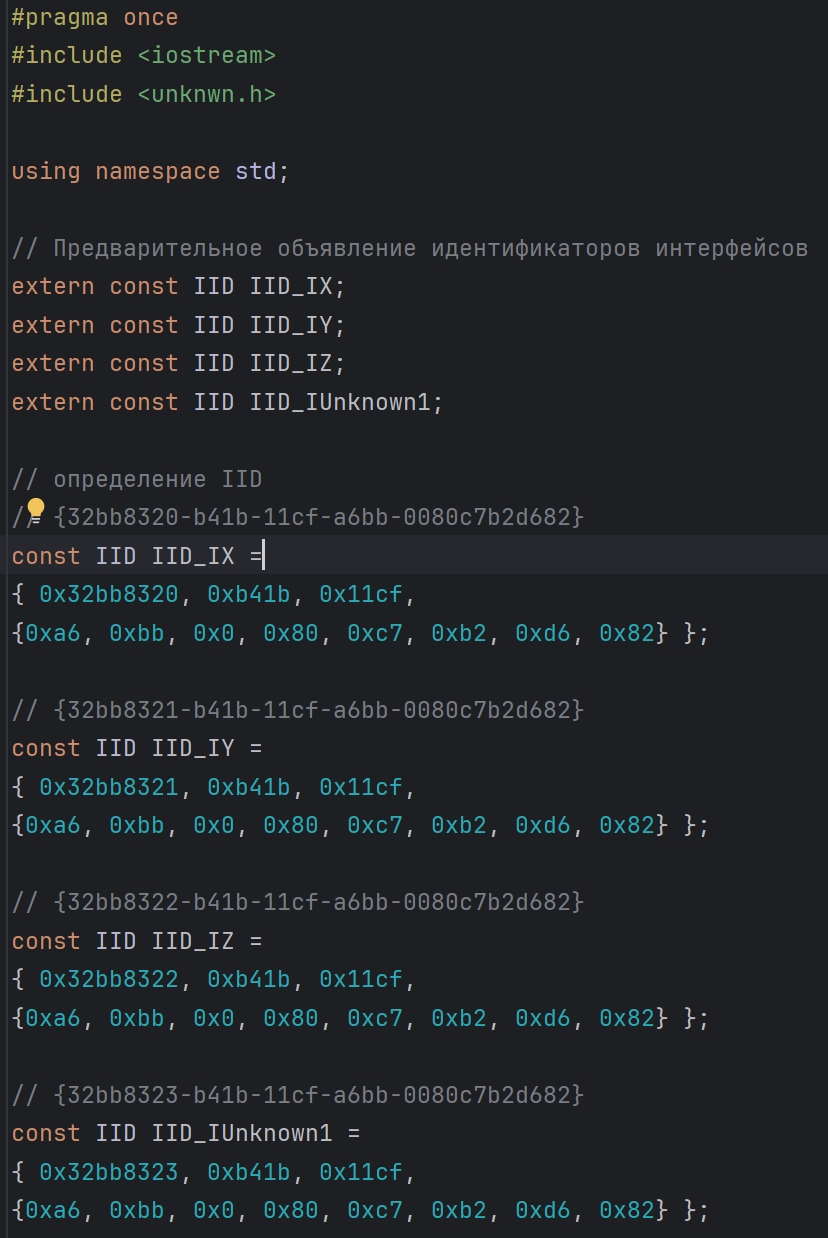 #pragma once
#include <iostream>
#include <unknwn.h>
using namespace std;
// Предварительное объявление идентификаторов интерфейсов
extern const IID IID_IX;
extern const IID IID_IY;
extern const IID IID_IZ;
extern const IID IID_IUnknown1;
// определение IID
// {32bb8320-b41b-11cf-a6bb-0080c7b2d682}
const IID IID_IX =
{ 0x32bb8320, 0xb41b, 0x11cf,
{0xa6, 0xbb, 0x0, 0x80, 0xc7, 0xb2, 0xd6, 0x82} };
// {32bb8321-b41b-11cf-a6bb-0080c7b2d682}
const IID IID_IY =
{ 0x32bb8321, 0xb41b, 0x11cf,
{0xa6, 0xbb, 0x0, 0x80, 0xc7, 0xb2, 0xd6, 0x82} };
// {32bb8322-b41b-11cf-a6bb-0080c7b2d682}
const IID IID_IZ =
{ 0x32bb8322, 0xb41b, 0x11cf,
{0xa6, 0xbb, 0x0, 0x80, 0xc7, 0xb2, 0xd6, 0x82} };
// {32bb8323-b41b-11cf-a6bb-0080c7b2d682}
const IID IID_IUnknown1 =
{ 0x32bb8323, 0xb41b, 0x11cf,
{0xa6, 0xbb, 0x0, 0x80, 0xc7, 0xb2, 0xd6, 0x82} };